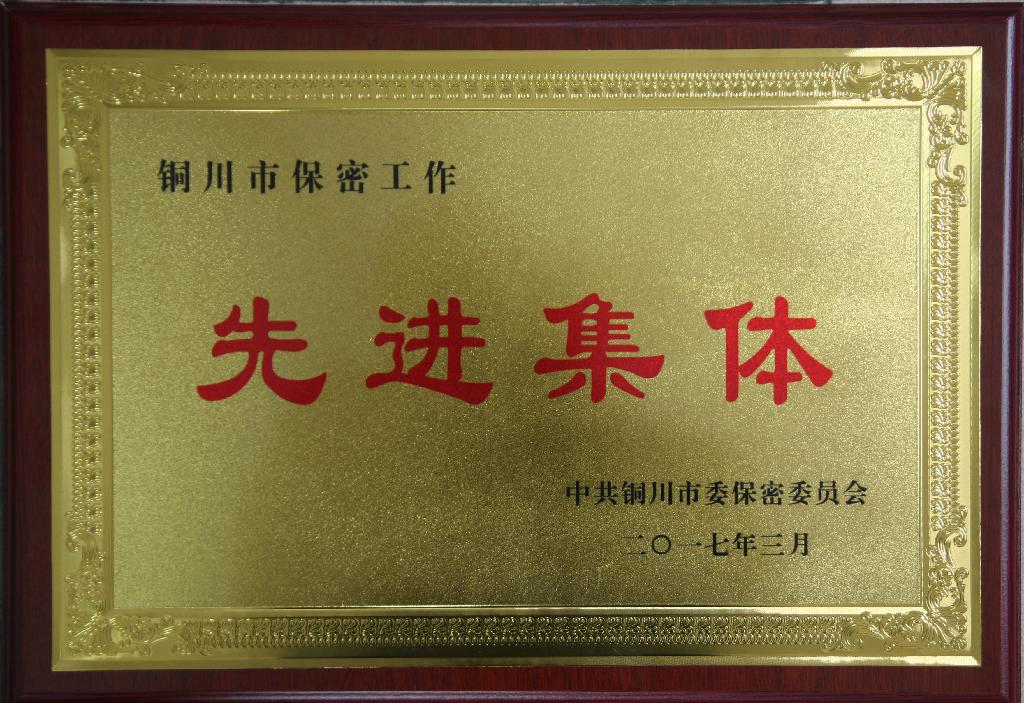 铜川市保密工作
先进集体
中共铜川市委保密委员会
二〇一七年三月